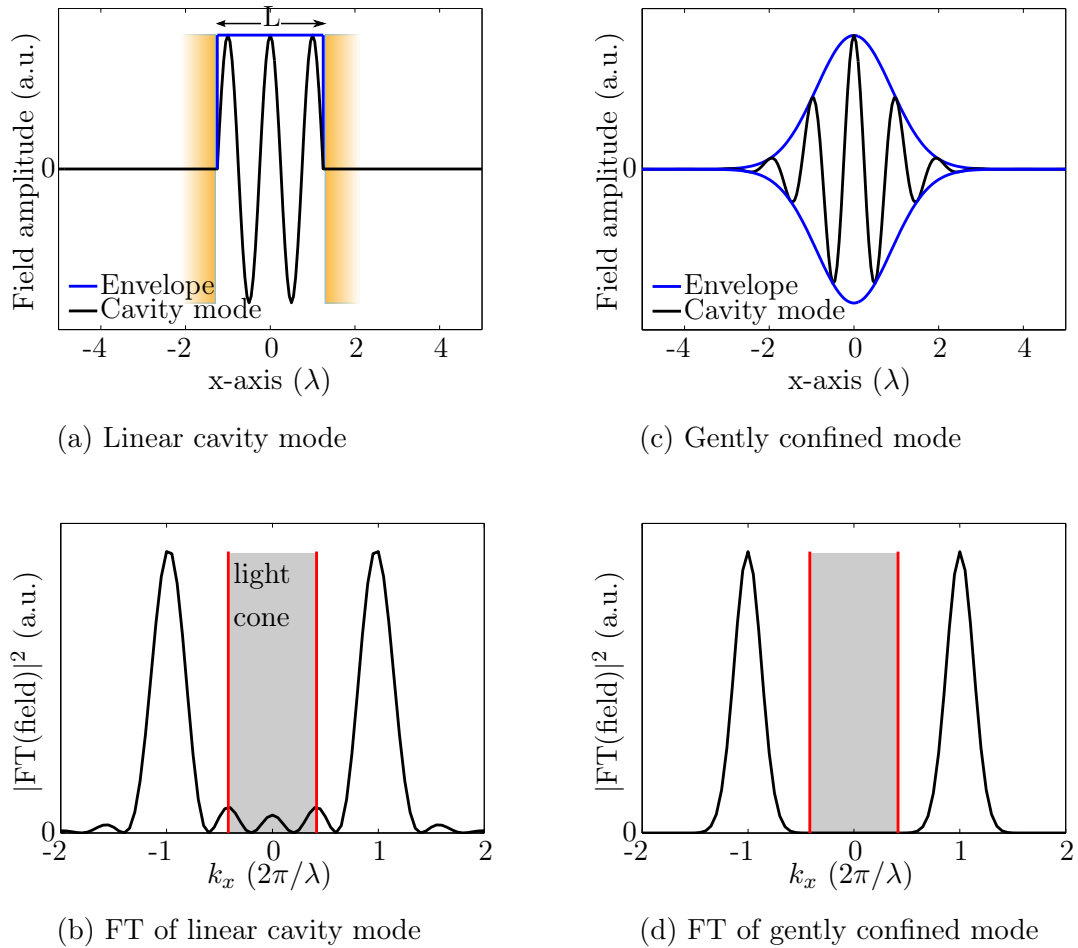 L
Field amplitude (a.u.)
0
Envelope
Cavity mode
-4 -2 0 2 4
x-axis (λ)
(a) Linear cavity mode
Field amplitude (a.u.)
0
Envelope
Cavity mode
-4 -2 0 2 4
x-axis (λ)
(c) Gently confined mode
|FT(field)|² (a.u.)
light
cone
0
-2 -1 0 1 2
kₓ (2π/λ)
(b) FT of linear cavity mode
|FT(field)|² (a.u.)
0
-2 -1 0 1 2
kₓ (2π/λ)
(d) FT of gently confined mode